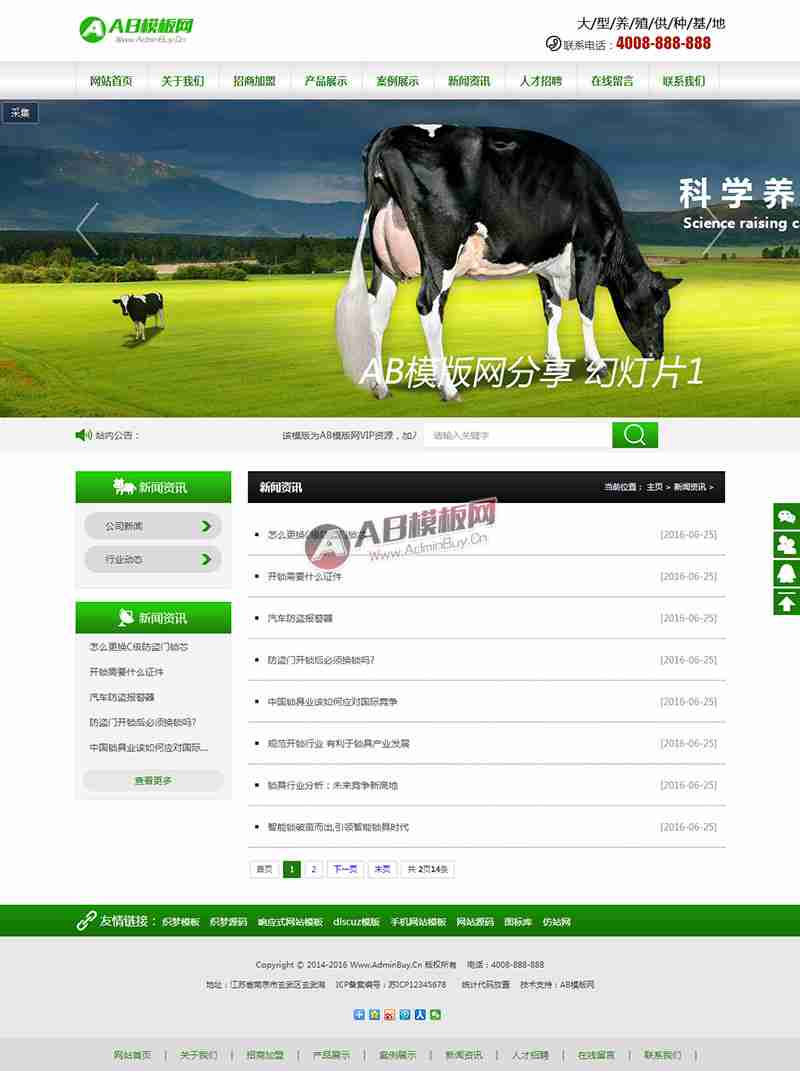 AB模板网
Www.AdminBuy.Cn
大型养殖供种基地
联系电话：4008-888-888
网站首页 关于我们 招商加盟 产品展示 案例展示 新闻资讯 人才招聘 在线留言 联系我们
采集
科学养
Science raising c
AB模版网分享 幻灯片1
站内公告：
该模版为AB模版网VIP资源，加入
请输入关键字
新闻资讯
公司新闻
行业动态
新闻资讯
怎么更换C级防盗门锁芯
开锁需要什么证件
汽车防盗报警器
防盗门开锁后必须换锁吗?
中国锁具业该如何应对国际...
查看更多
新闻资讯
当前位置： 主页 > 新闻资讯 >
怎么更换C级防盗门锁芯 [2016-06-25]
AB模板网
www.AdminBuy.Cn
开锁需要什么证件 [2016-06-25]
汽车防盗报警器 [2016-06-25]
防盗门开锁后必须换锁吗? [2016-06-25]
中国锁具业该如何应对国际竞争 [2016-06-25]
规范开锁行业 有利于锁具产业发展 [2016-06-25]
锁具行业分析：未来竞争新高地 [2016-06-25]
智能锁破茧而出,引领智能锁具时代 [2016-06-25]
首页 1 2 下一页 末页 共 2页14条
友情链接： 织梦模板 织梦源码 响应式网站模板 discuz模版 手机网站模板 网站源码 图标库 仿站网
Copyright © 2014-2016 Www.AdminBuy.Cn 版权所有 电话：4008-888-888
地址：江苏省南京市玄武区玄武湖 ICP备案编号：苏ICP12345678 统计代码放置 技术支持：AB模板网
网站首页 | 关于我们 | 招商加盟 | 产品展示 | 案例展示 | 新闻资讯 | 人才招聘 | 在线留言 | 联系我们 |